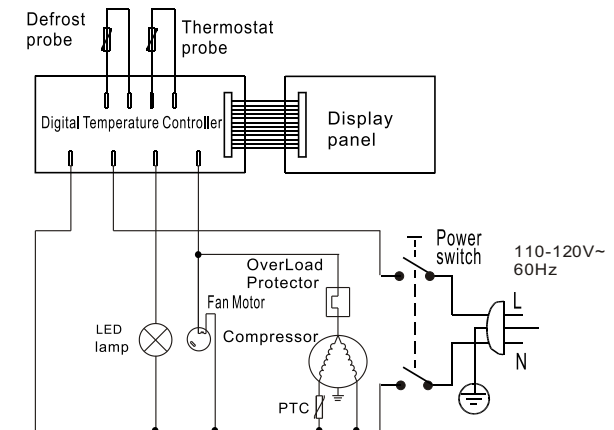 Defrost
probe
Thermostat
probe
Digital Temperature Controller
Display
panel
Power
switch
110-120V~
60Hz
OverLoad
Protector
Fan Motor
L
LED
lamp
Compressor
N
PTC